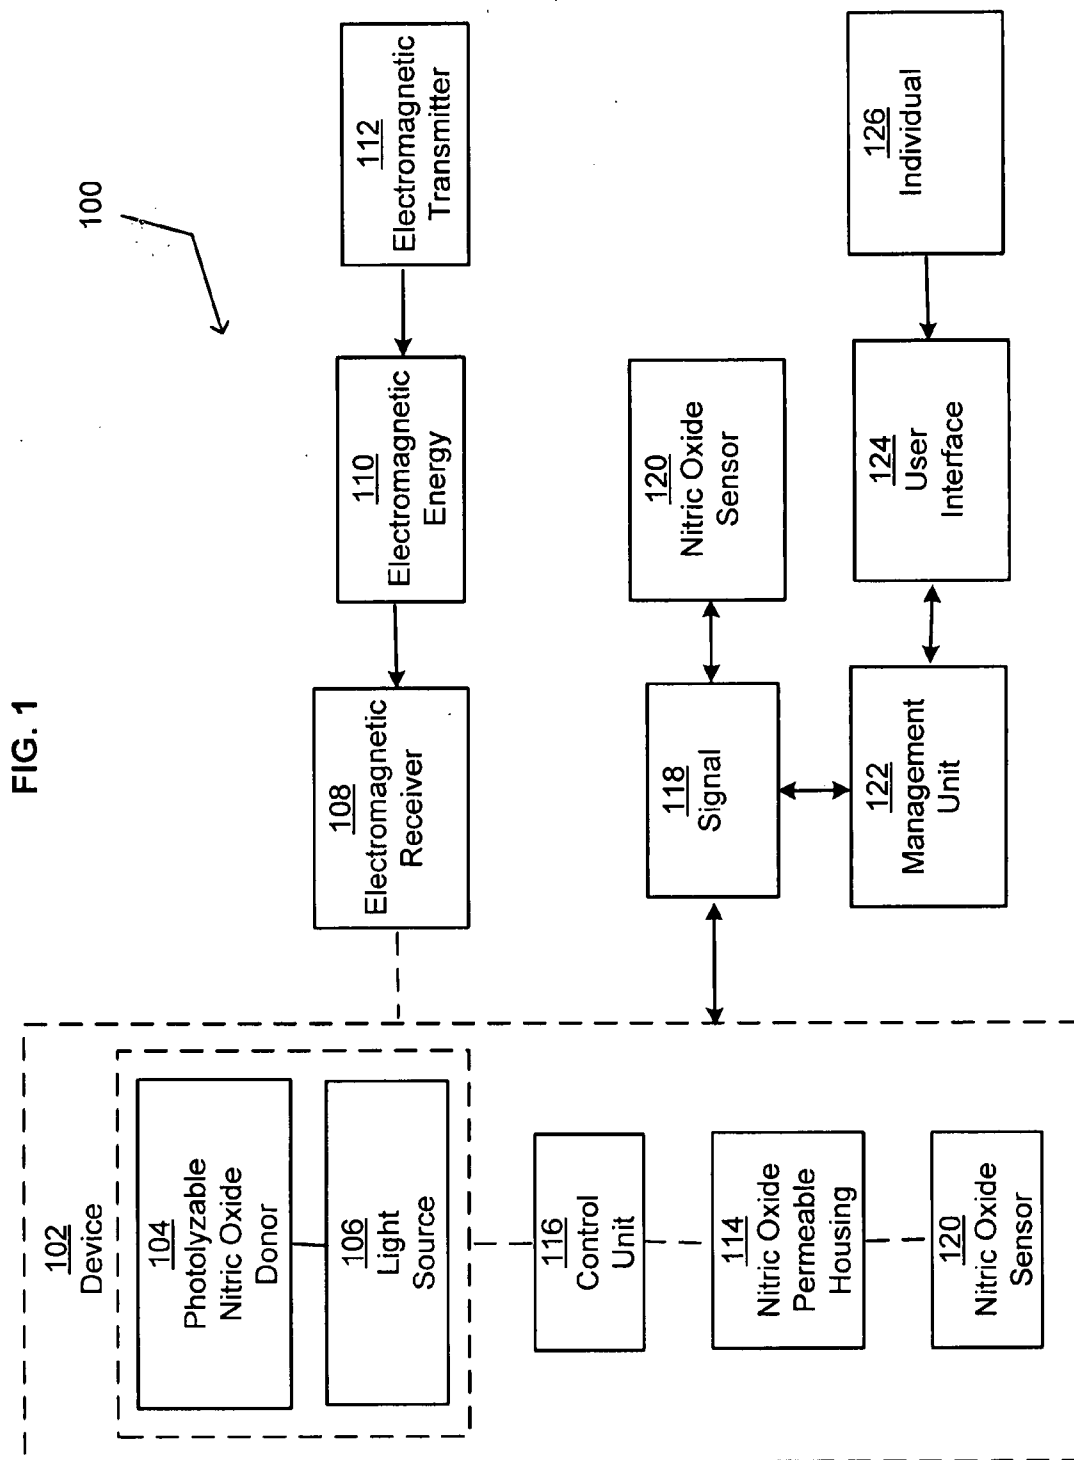 FIG. 1
100
102
Device
104
Photolyzable
Nitric Oxide
Donor
106
Light
Source
116
Control
Unit
114
Nitric Oxide
Permeable
Housing
120
Nitric Oxide
Sensor
108
Electromagnetic
Receiver
110
Electromagnetic
Energy
112
Electromagnetic
Transmitter
118
Signal
120
Nitric Oxide
Sensor
122
Management
Unit
124
User
Interface
126
Individual